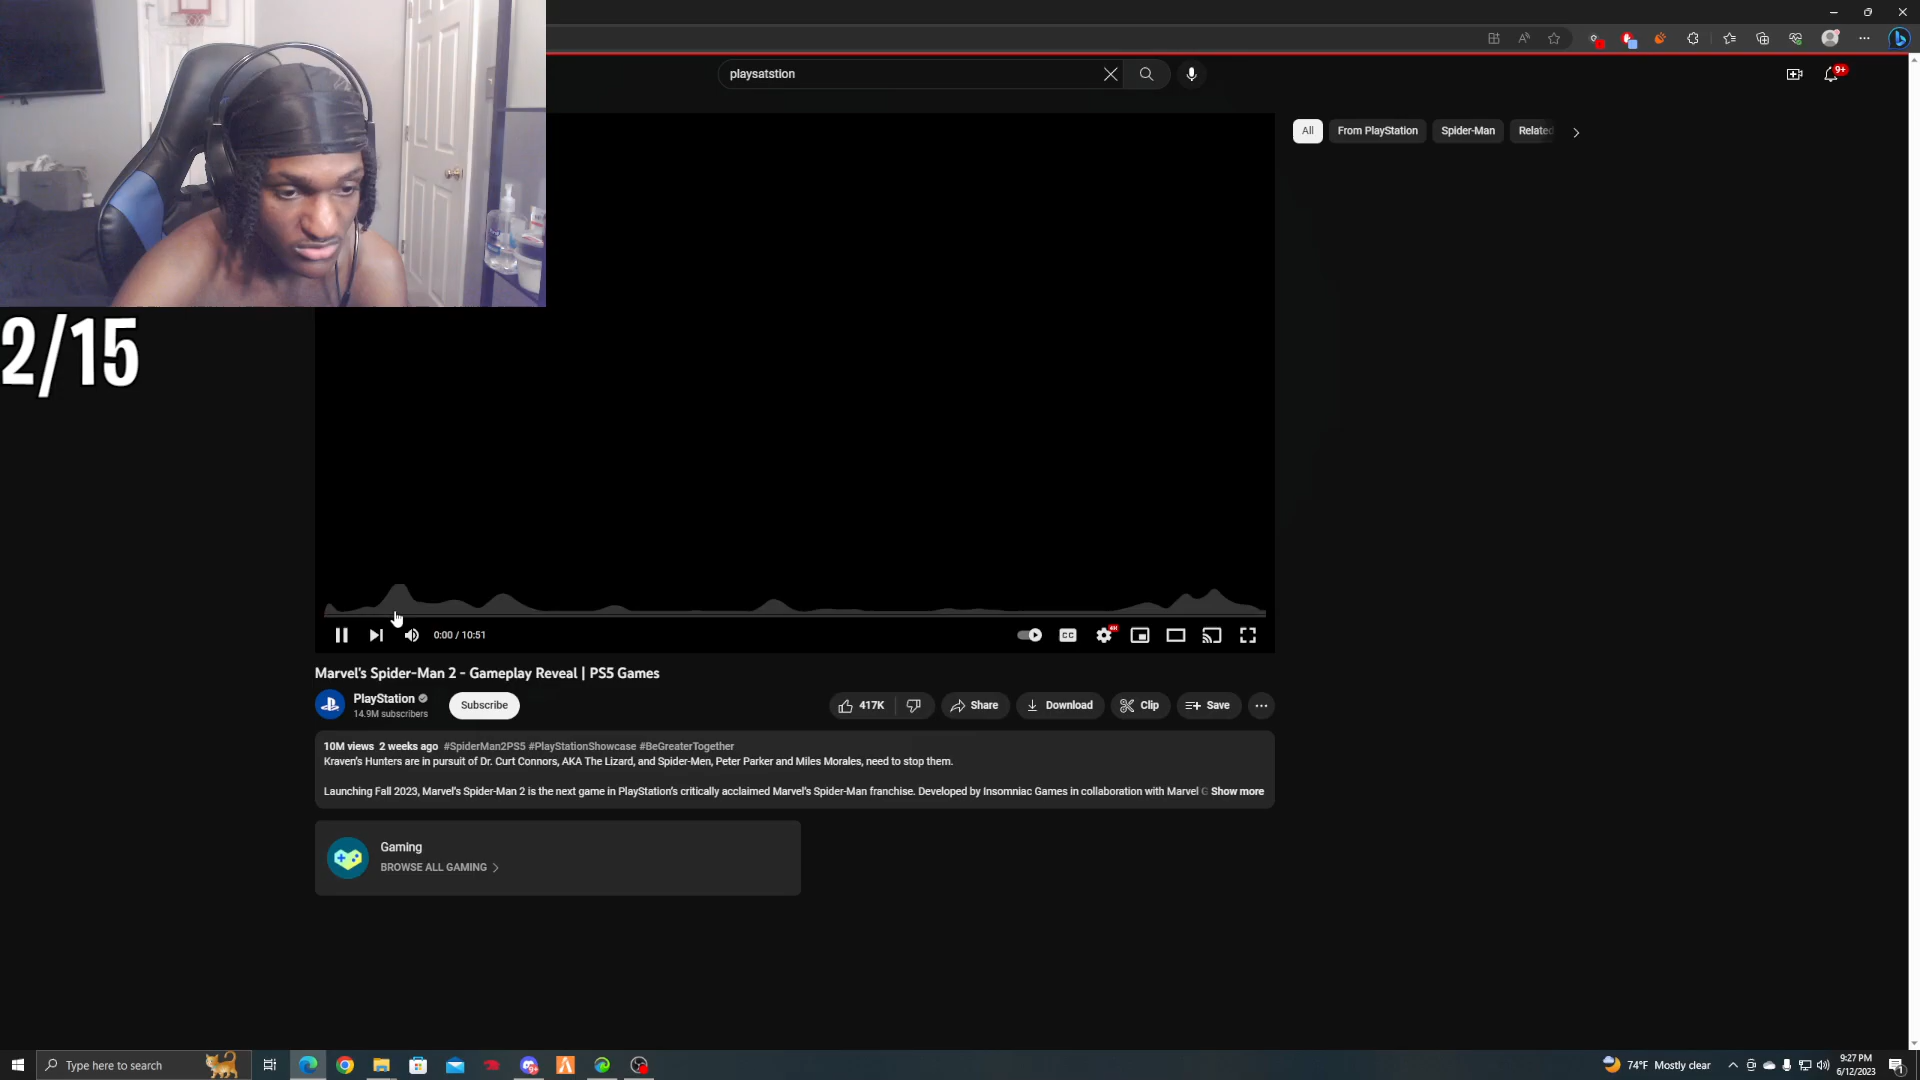 playsatstion
9+
All
From PlayStation
Spider-Man
Related
2/15
0:00 / 10:51
CC
4K
Marvel's Spider-Man 2 - Gameplay Reveal | PS5 Games
PlayStation
14.9M subscribers
Subscribe
417K
Share
Download
Clip
Save
10M views 2 weeks ago #SpiderMan2PS5 #PlayStationShowcase #BeGreaterTogether
Kraven's Hunters are in pursuit of Dr. Curt Connors, AKA The Lizard, and Spider-Men, Peter Parker and Miles Morales, need to stop them.
Launching Fall 2023, Marvel's Spider-Man 2 is the next game in PlayStation's critically acclaimed Marvel's Spider-Man franchise. Developed by Insomniac Games in collaboration with Marvel G Show more
Gaming
BROWSE ALL GAMING
Type here to search
74°F Mostly clear
9:27 PM
6/12/2023